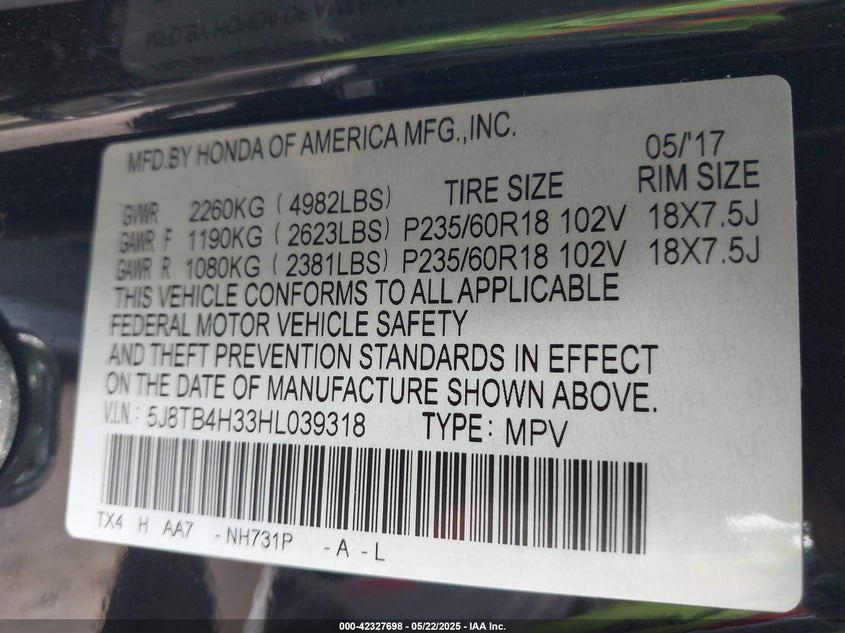 MFD.BY HONDA OF AMERICA MFG.,INC. 05/'17
GVWR 2260KG ( 4982LBS) TIRE SIZE RIM SIZE
GAWR F 1190KG ( 2623LBS) P235/60R18 102V 18X7.5J
GAWR R 1080KG ( 2381LBS) P235/60R18 102V 18X7.5J
THIS VEHICLE CONFORMS TO ALL APPLICABLE
FEDERAL MOTOR VEHICLE SAFETY
AND THEFT PREVENTION STANDARDS IN EFFECT
ON THE DATE OF MANUFACTURE SHOWN ABOVE.
V.I.N.: 5J8TB4H33HL039318 TYPE: MPV
TX4 H AA7 -NH731P -A-L
000-42327698 - 05/22/2025 - IAA Inc.